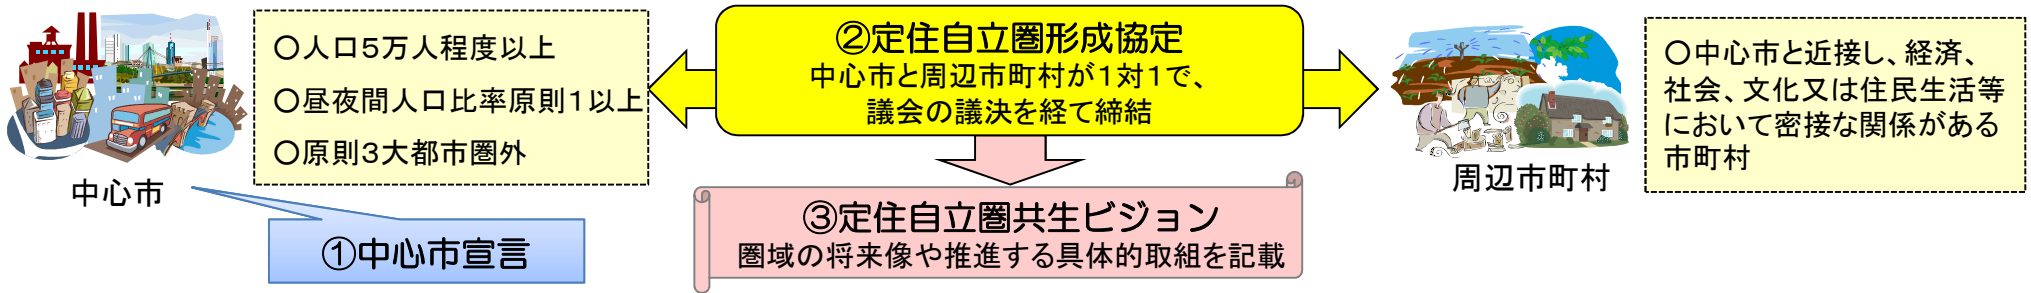 ○人口5万人程度以上
○昼夜間人口比率原則1以上
○原則3大都市圏外
中心市
①中心市宣言
②定住自立圏形成協定
中心市と周辺市町村が1対1で、
議会の議決を経て締結
③定住自立圏共生ビジョン
圏域の将来像や推進する具体的取組を記載
周辺市町村
○中心市と近接し、経済、
社会、文化又は住民生活等
において密接な関係がある
市町村